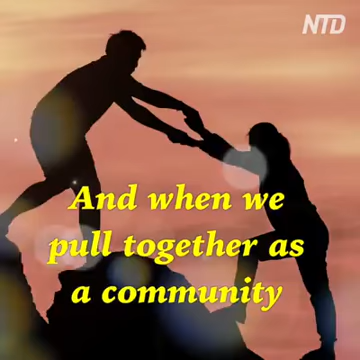 NTD
And when we
pull together as
a community